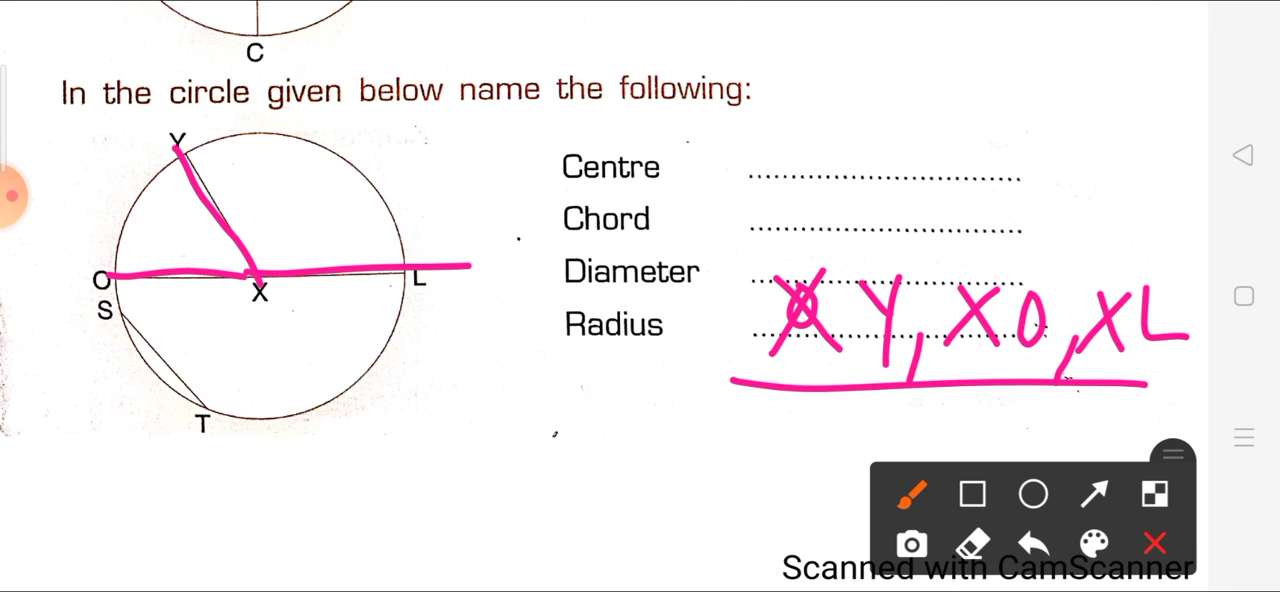 C
In the circle given below name the following:
Y
O
X
L
S
T
Centre ............................................
Chord ............................................
Diameter ............................................
Radius ............................................
XY, XO, XL
Scanned with CamScanner